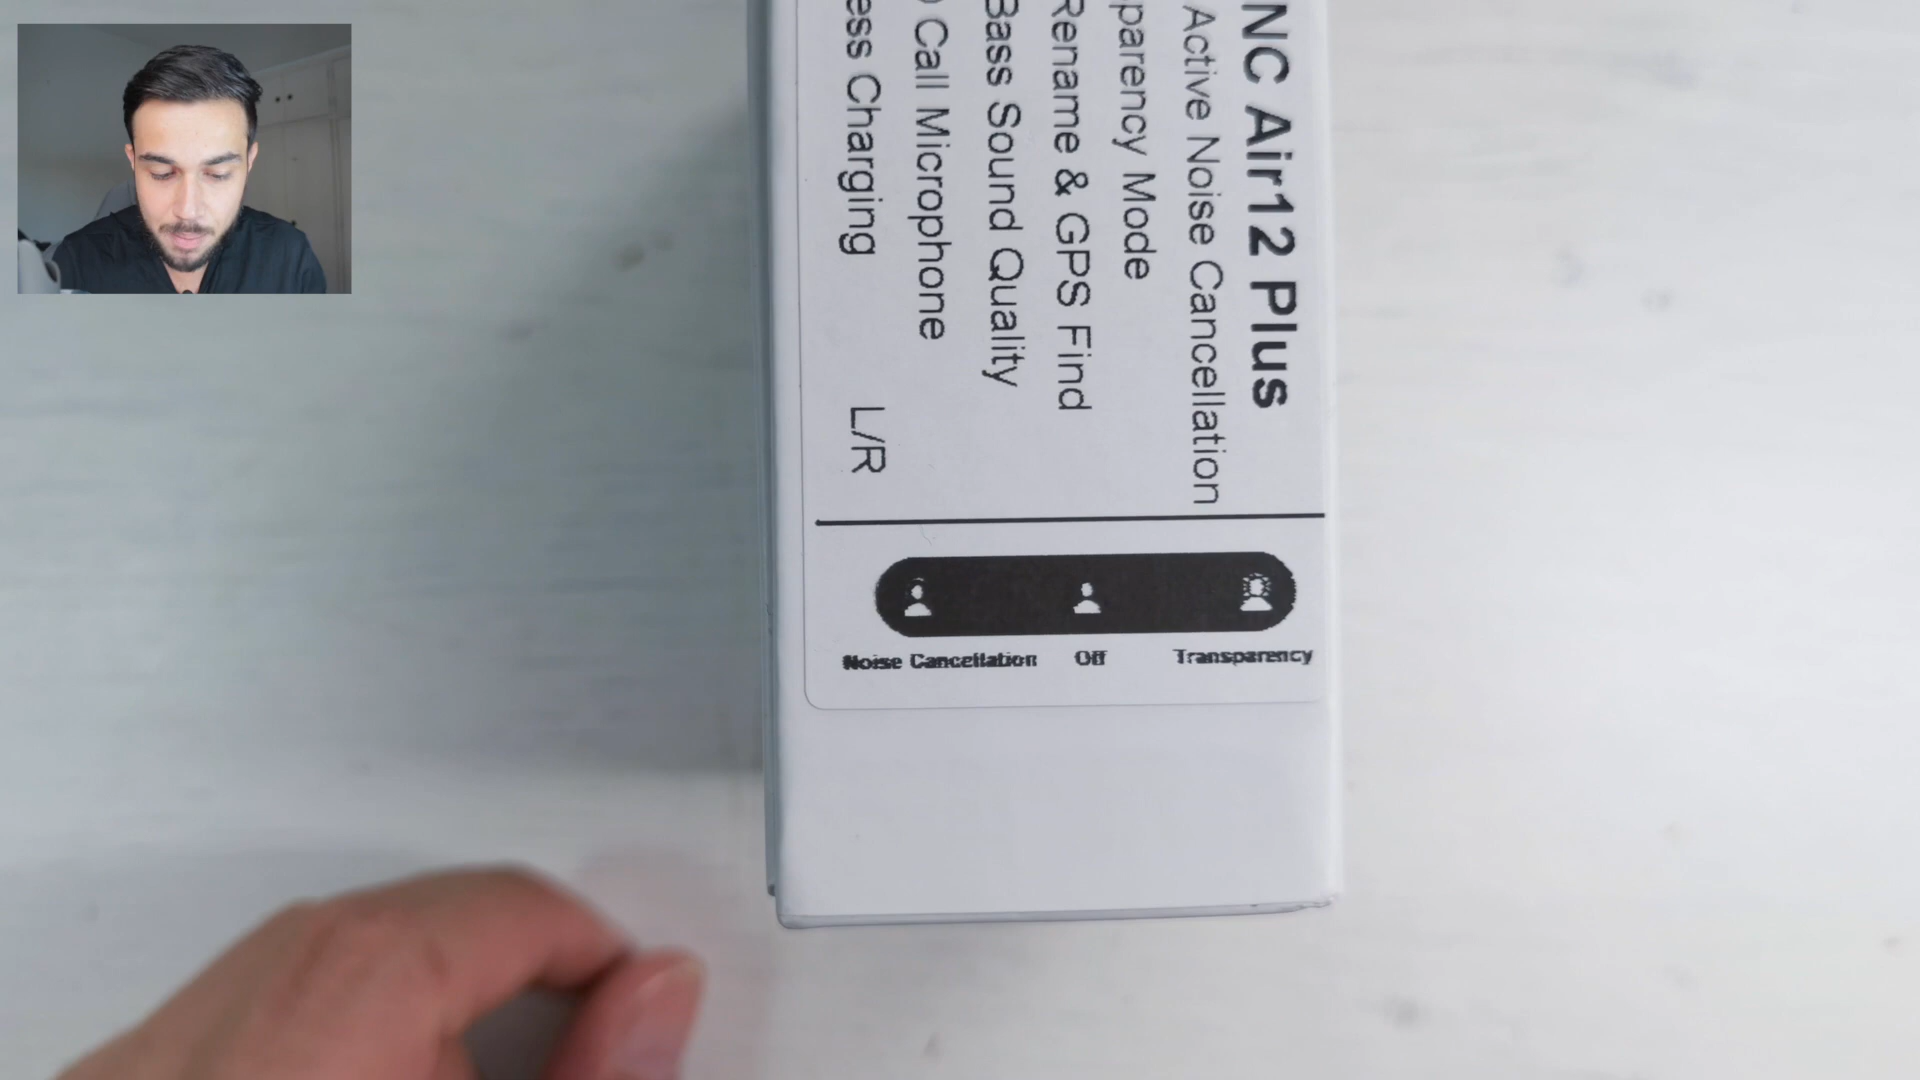 NC Air12 Plus
Active Noise Cancellation
parency Mode
Rename & GPS Find
Bass Sound Quality
Call Microphone
ess Charging L/R
Noise Cancellation Off Transparency